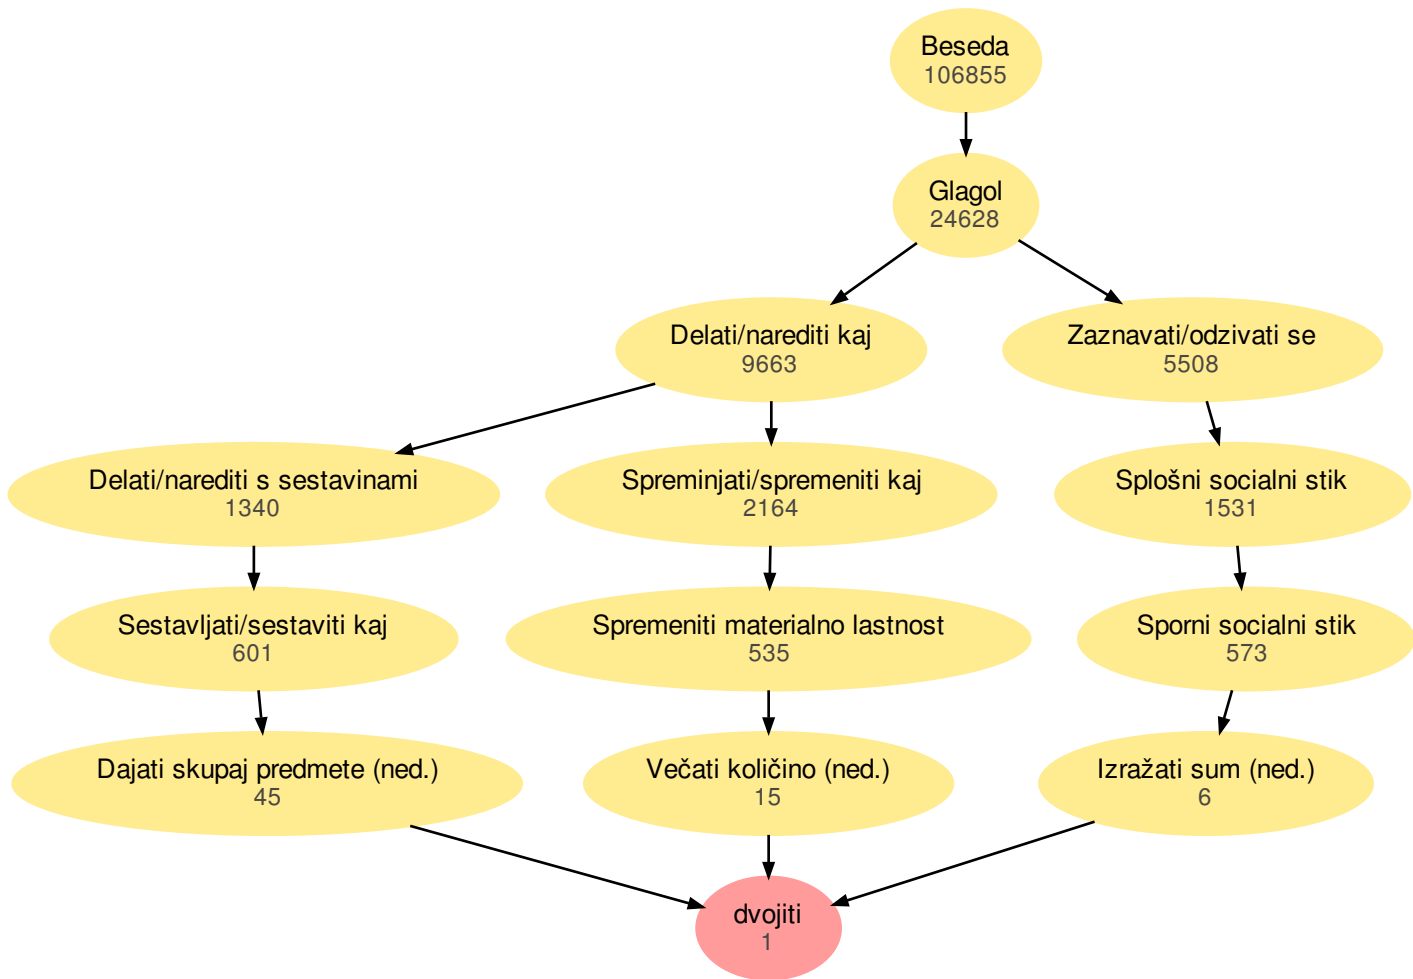 Beseda
106855
Glagol
24628
Delati/narediti kaj
9663
Zaznavati/odzivati se
5508
Delati/narediti s sestavinami
1340
Spreminjati/spremeniti kaj
2164
Splošni socialni stik
1531
Sestavljati/sestaviti kaj
601
Spremeniti materialno lastnost
535
Sporni socialni stik
573
Dajati skupaj predmete (ned.)
45
Večati količino (ned.)
15
Izražati sum (ned.)
6
dvojiti
1